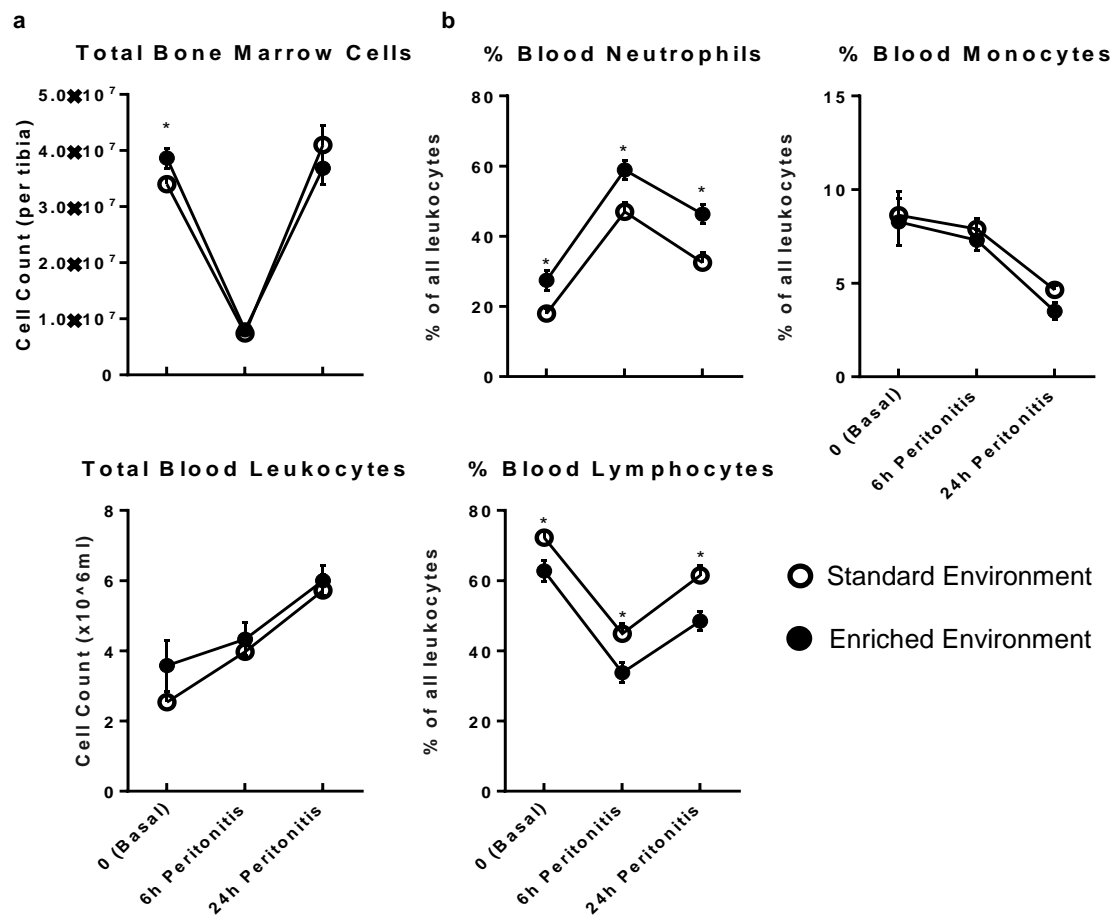 a
Total Bone Marrow Cells
Cell Count (per tibia)
5.0✖10⁷
4.0✖10⁷
3.0✖10⁷
2.0✖10⁷
1.0✖10⁷
0
*
b
% Blood Neutrophils
% of all leukocytes
80
60
40
20
0
*
*
*
% Blood Monocytes
% of all leukocytes
15
10
5
0
0 (Basal)
6h Peritonitis
24h Peritonitis
Total Blood Leukocytes
Cell Count (x10^6ml)
8
6
4
2
0
0 (Basal)
6h Peritonitis
24h Peritonitis
% Blood Lymphocytes
% of all leukocytes
80
60
40
20
0
*
*
*
0 (Basal)
6h Peritonitis
24h Peritonitis
Standard Environment
Enriched Environment